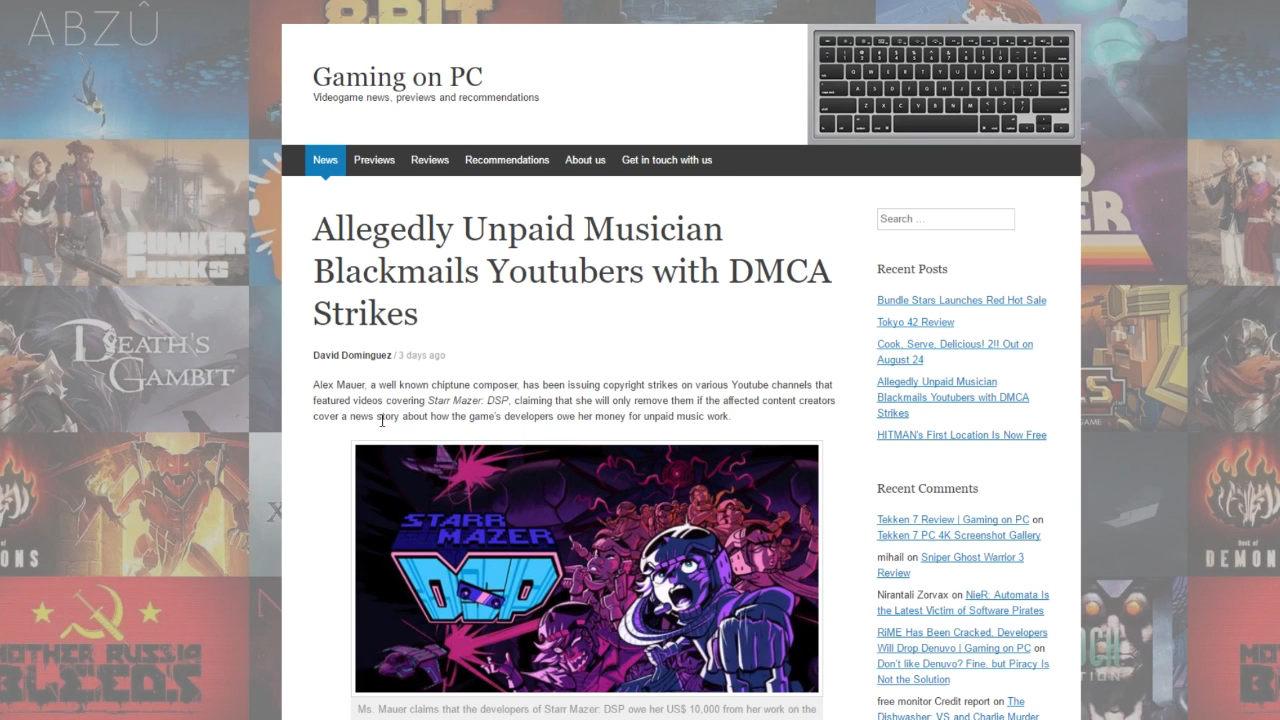 ABZÛ
8-BIT
Gaming on PC
Videogame news, previews and recommendations
News Previews Reviews Recommendations About us Get in touch with us
BUNKER
PUNKS
DEATH'S
GAMBIT
MOTHER RUSSIA
BLEEDS
Allegedly Unpaid Musician
Blackmails Youtubers with DMCA
Strikes
David Dominguez / 3 days ago
Alex Mauer, a well known chiptune composer, has been issuing copyright strikes on various Youtube channels that
featured videos covering Starr Mazer: DSP, claiming that she will only remove them if the affected content creators
cover a news story about how the game's developers owe her money for unpaid music work.
STARR
MAZER
DSP
Ms. Mauer claims that the developers of Starr Mazer: DSP owe her US$ 10,000 from her work on the
Search ...
Recent Posts
Bundle Stars Launches Red Hot Sale
Tokyo 42 Review
Cook, Serve, Delicious! 2!! Out on
August 24
Allegedly Unpaid Musician
Blackmails Youtubers with DMCA
Strikes
HITMAN's First Location Is Now Free
Recent Comments
Tekken 7 Review | Gaming on PC on
Tekken 7 PC 4K Screenshot Gallery
mihail on Sniper Ghost Warrior 3
Review
Nirantali Zorvax on NieR: Automata Is
the Latest Victim of Software Pirates
RiME Has Been Cracked, Developers
Will Drop Denuvo | Gaming on PC on
Don't like Denuvo? Fine, but Piracy Is
Not the Solution
free monitor Credit report on The
Dishwasher: VS and Charlie Murder
DEMON